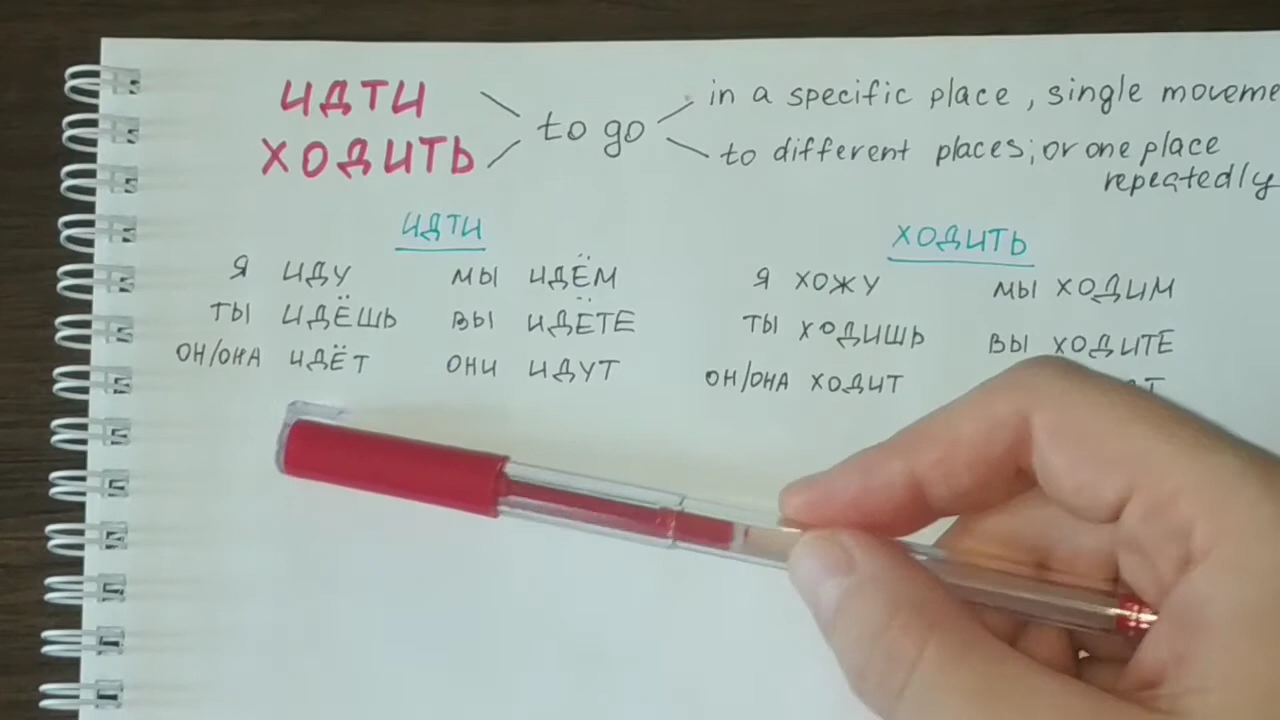 ИДТИ
ХОДИТЬ
to go
in a specific place, single
to different places; or one place
repeatedly
ИДТИ
Я ИДУ МЫ ИДЁМ
ТЫ ИДЁШЬ ВЫ ИДЁТЕ
ОН/ОНА ИДЁТ ОНИ ИДУТ
ХОДИТЬ
Я ХОЖУ МЫ ХОДИМ
ТЫ ХОДИШЬ ВЫ ХОДИТЕ
ОН/ОНА ХОДИТ